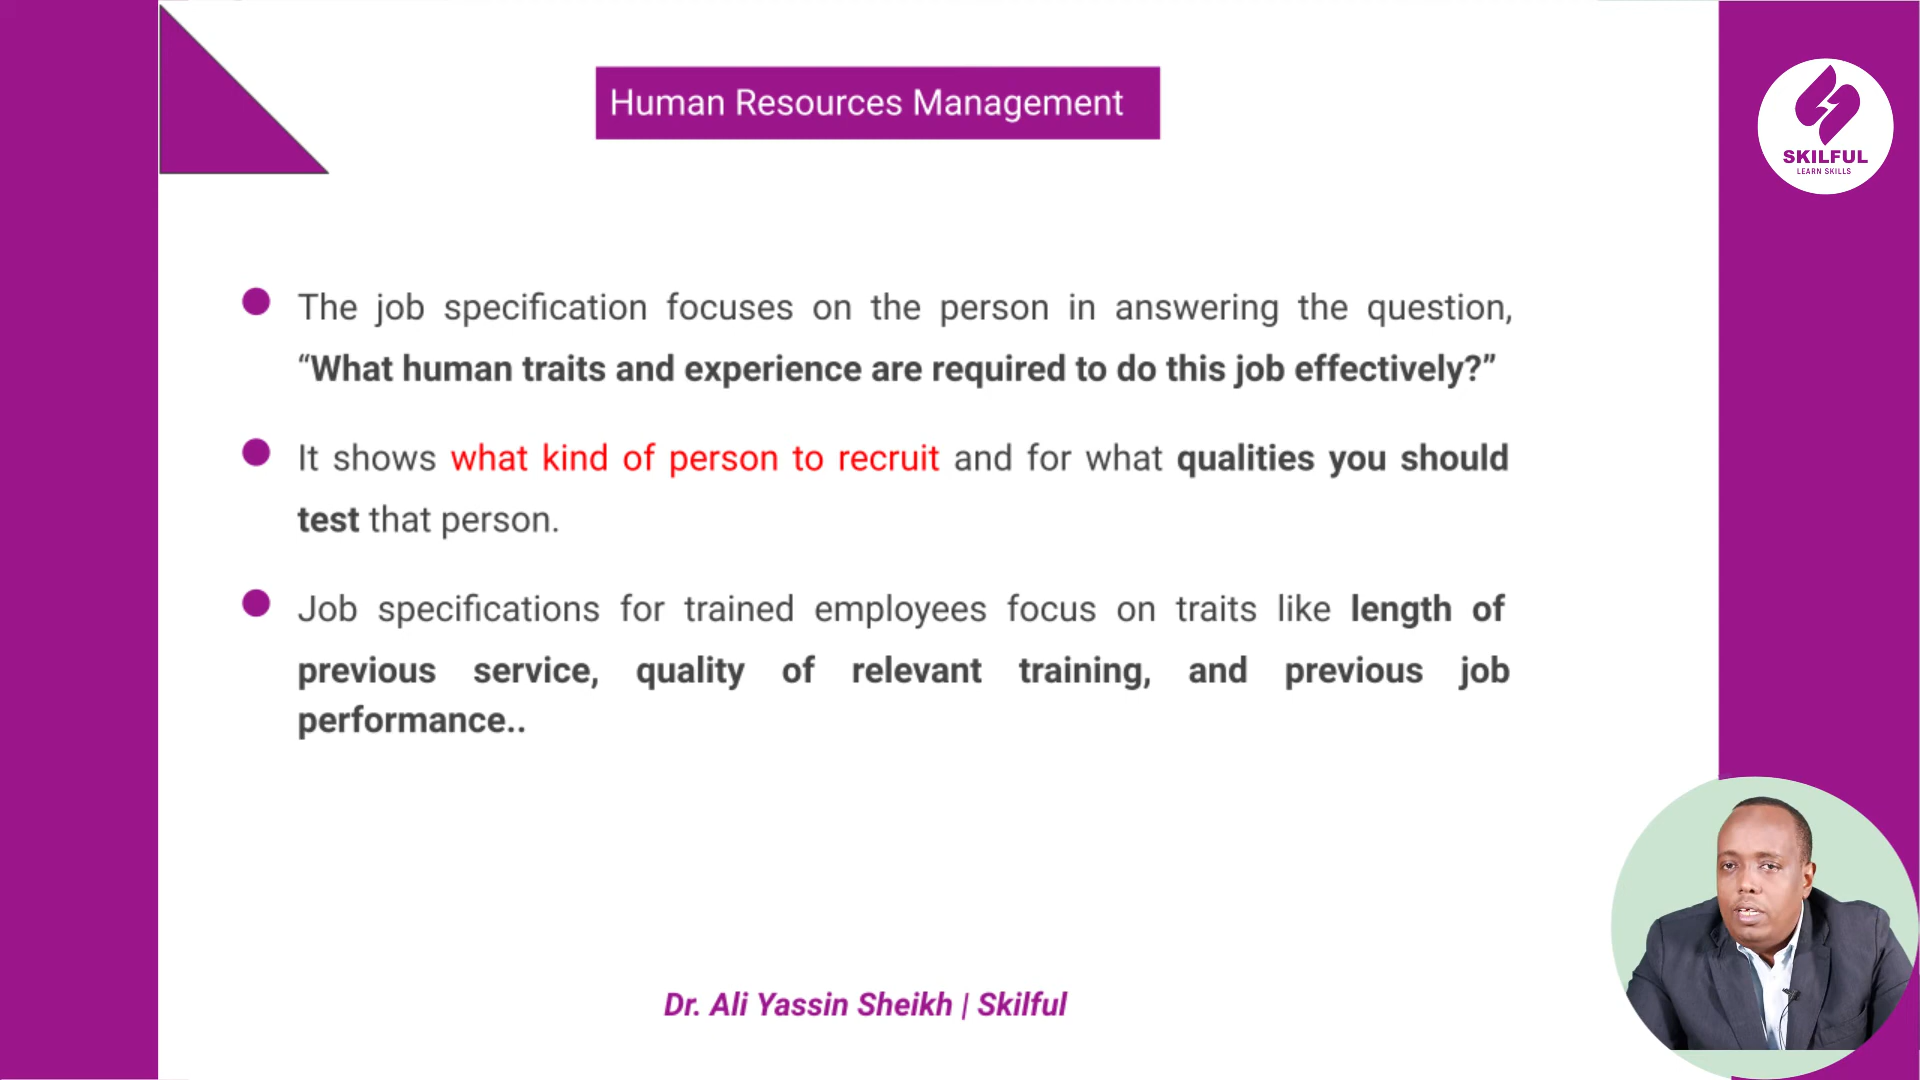 Human Resources Management
SKILFUL
LEARN SKILLS
The job specification focuses on the person in answering the question,
“What human traits and experience are required to do this job effectively?”
It shows what kind of person to recruit and for what qualities you should
test that person.
Job specifications for trained employees focus on traits like length of
previous service, quality of relevant training, and previous job
performance..
Dr. Ali Yassin Sheikh | Skilful